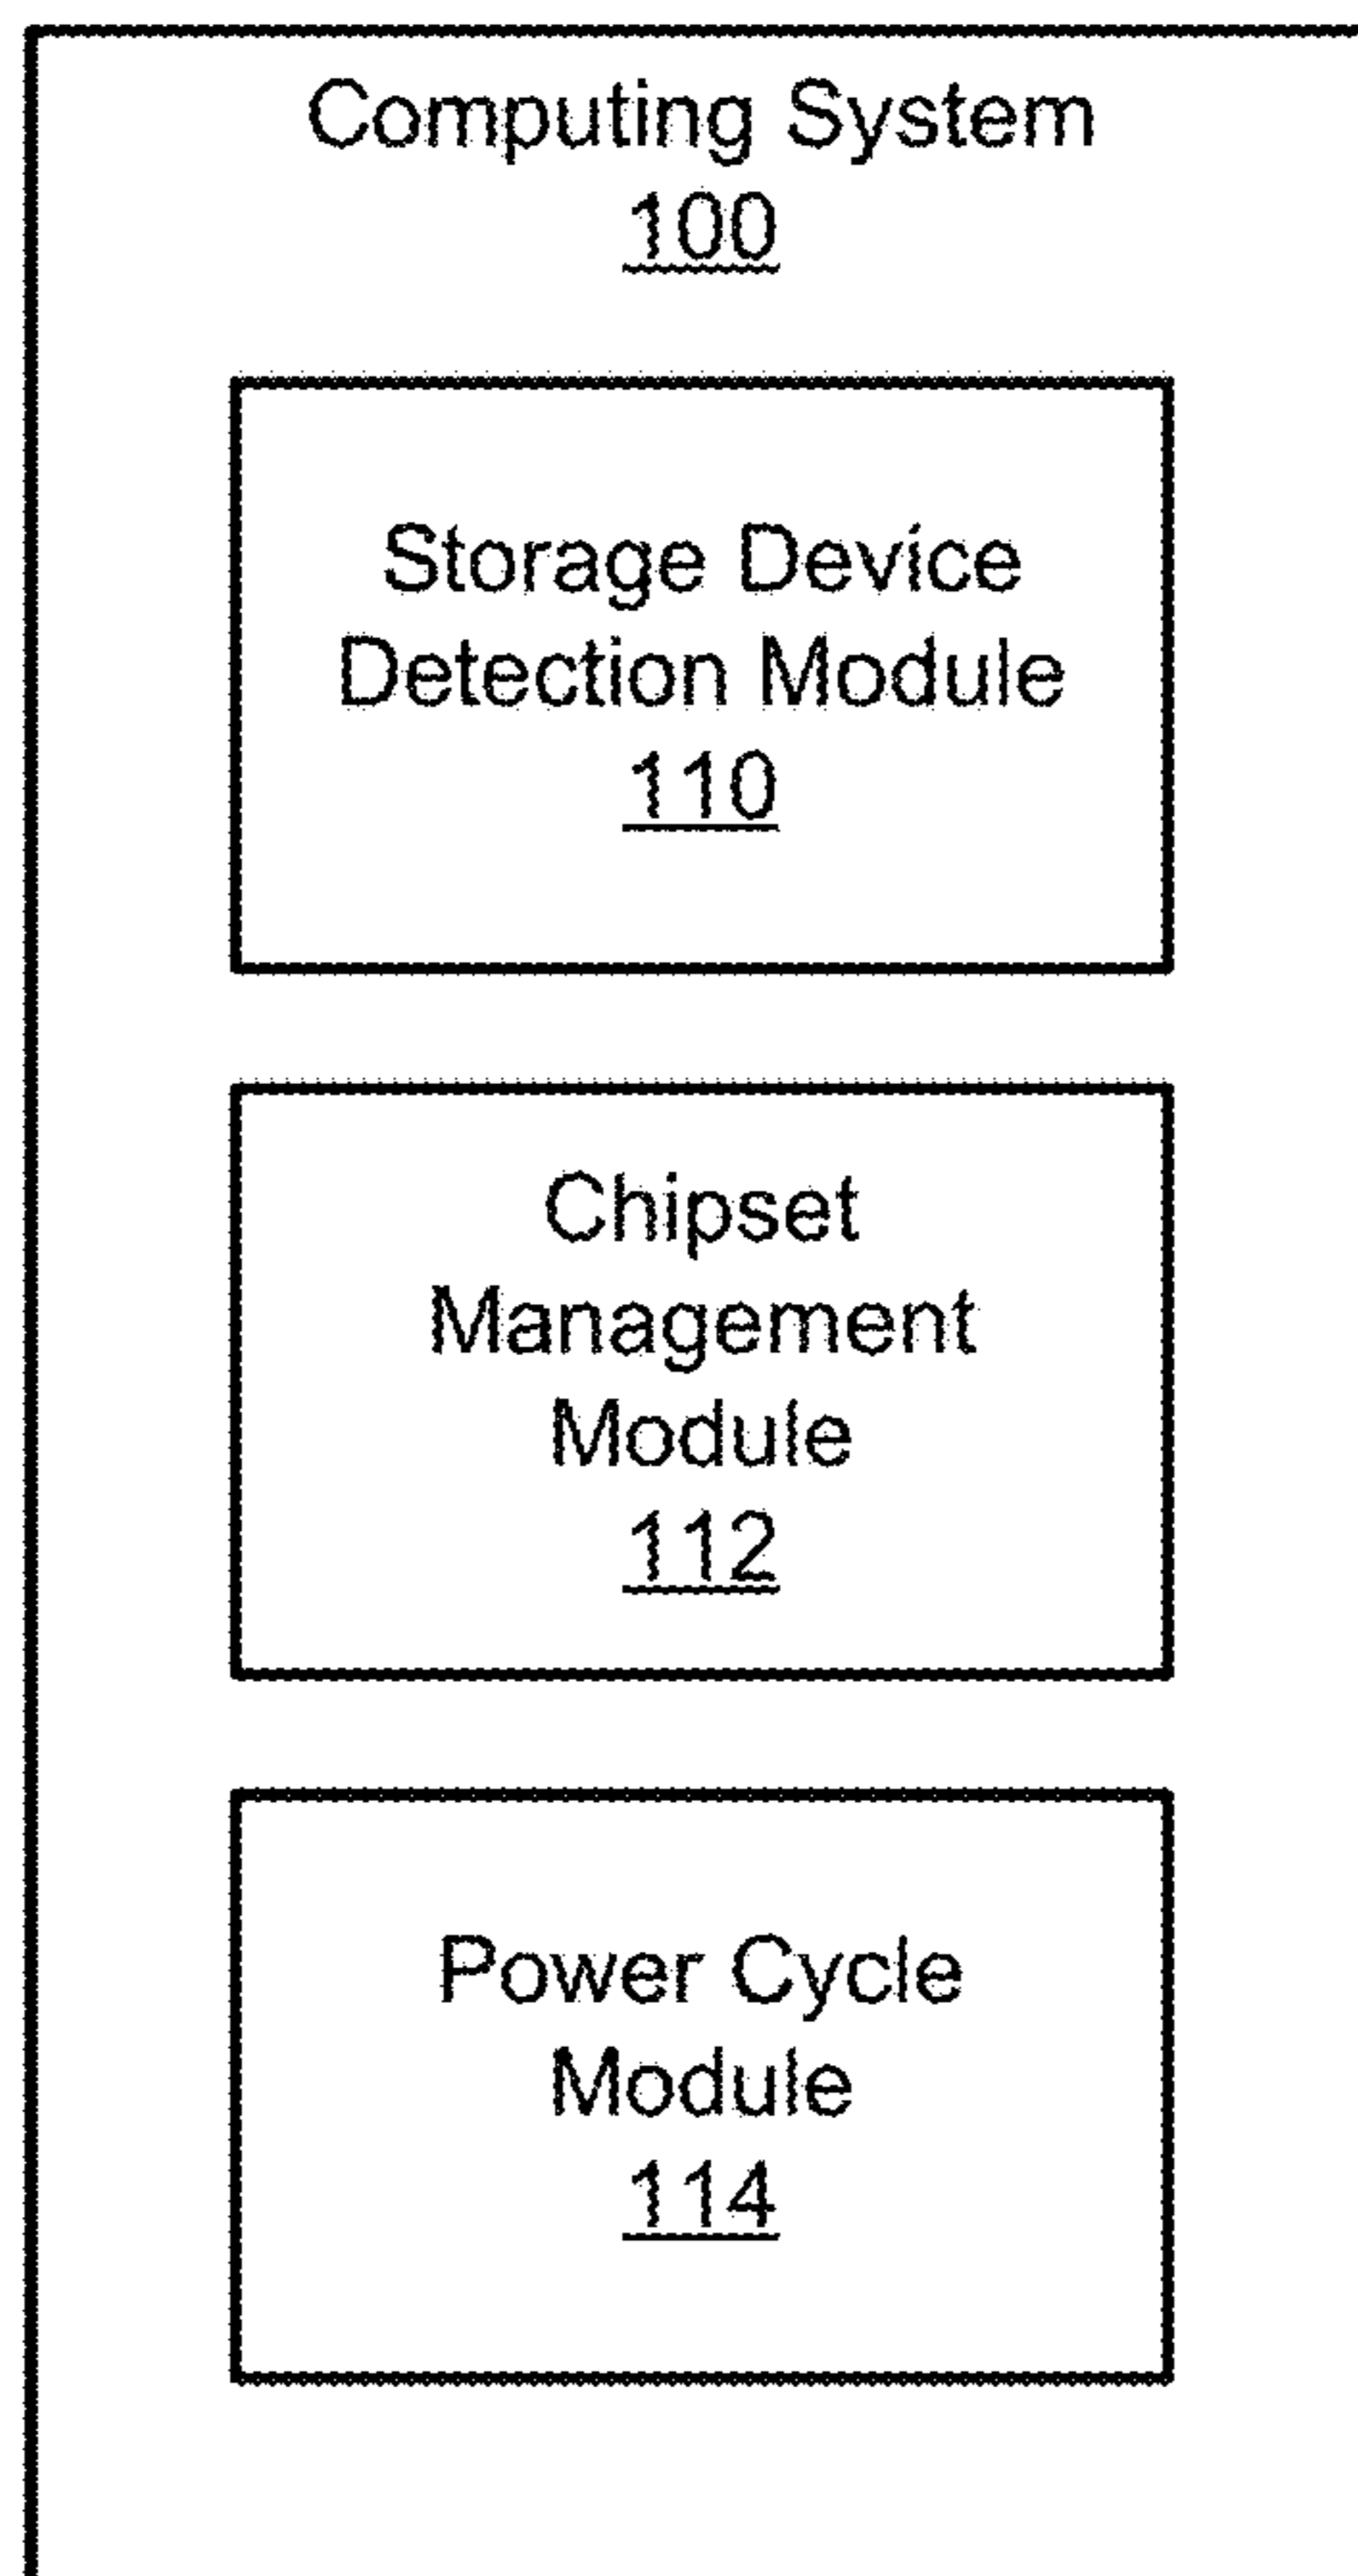 Computing System
100
Storage Device
Detection Module
110
Chipset
Management
Module
112
Power Cycle
Module
114